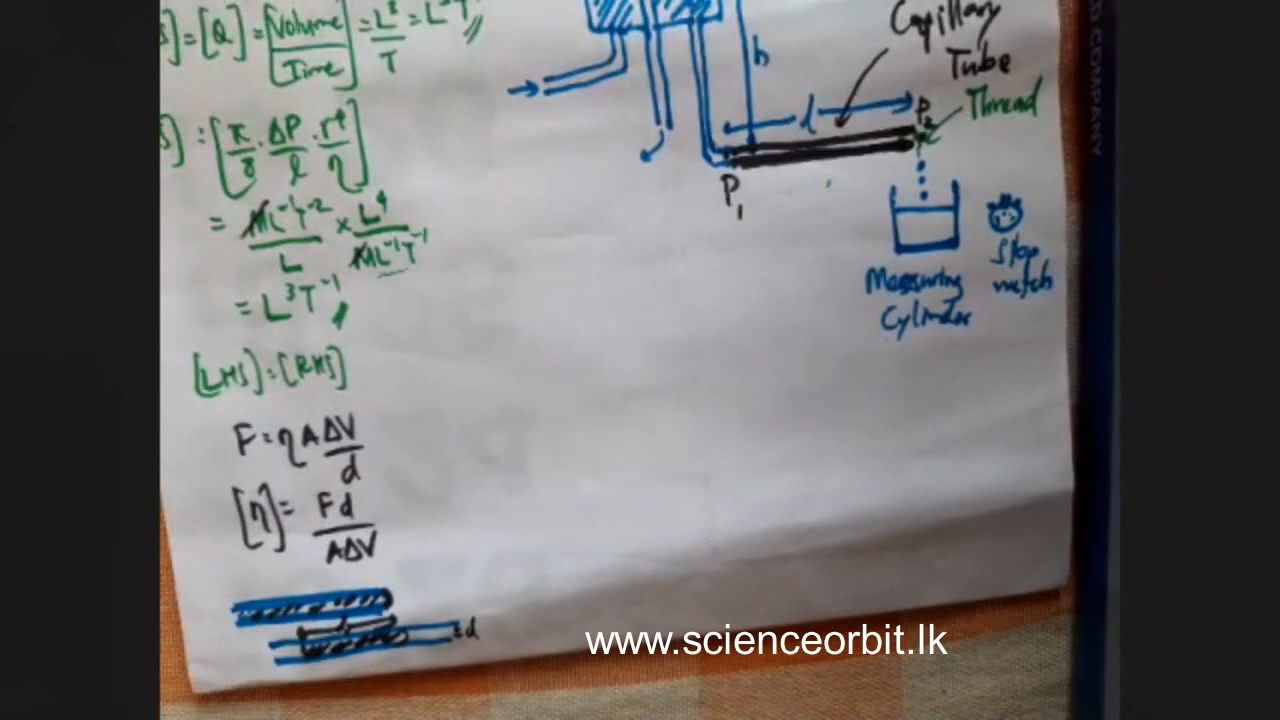 S] = [Q] = [Volume/Time] = L³/T = L³T⁻¹
S] = [π/8 · ΔP/l · r⁴/η]
= ML⁻¹T⁻²/L × L⁴/ML⁻¹T⁻¹
= L³T⁻¹
[LHS] = [RHS]
F = ηA ΔV/d
[η] = Fd/AΔV
d
h
l
Capillary
Tube
P₂
Thread
P₁
Measuring
Cylinder
Stop
watch
D COMPANY
www.scienceorbit.lk